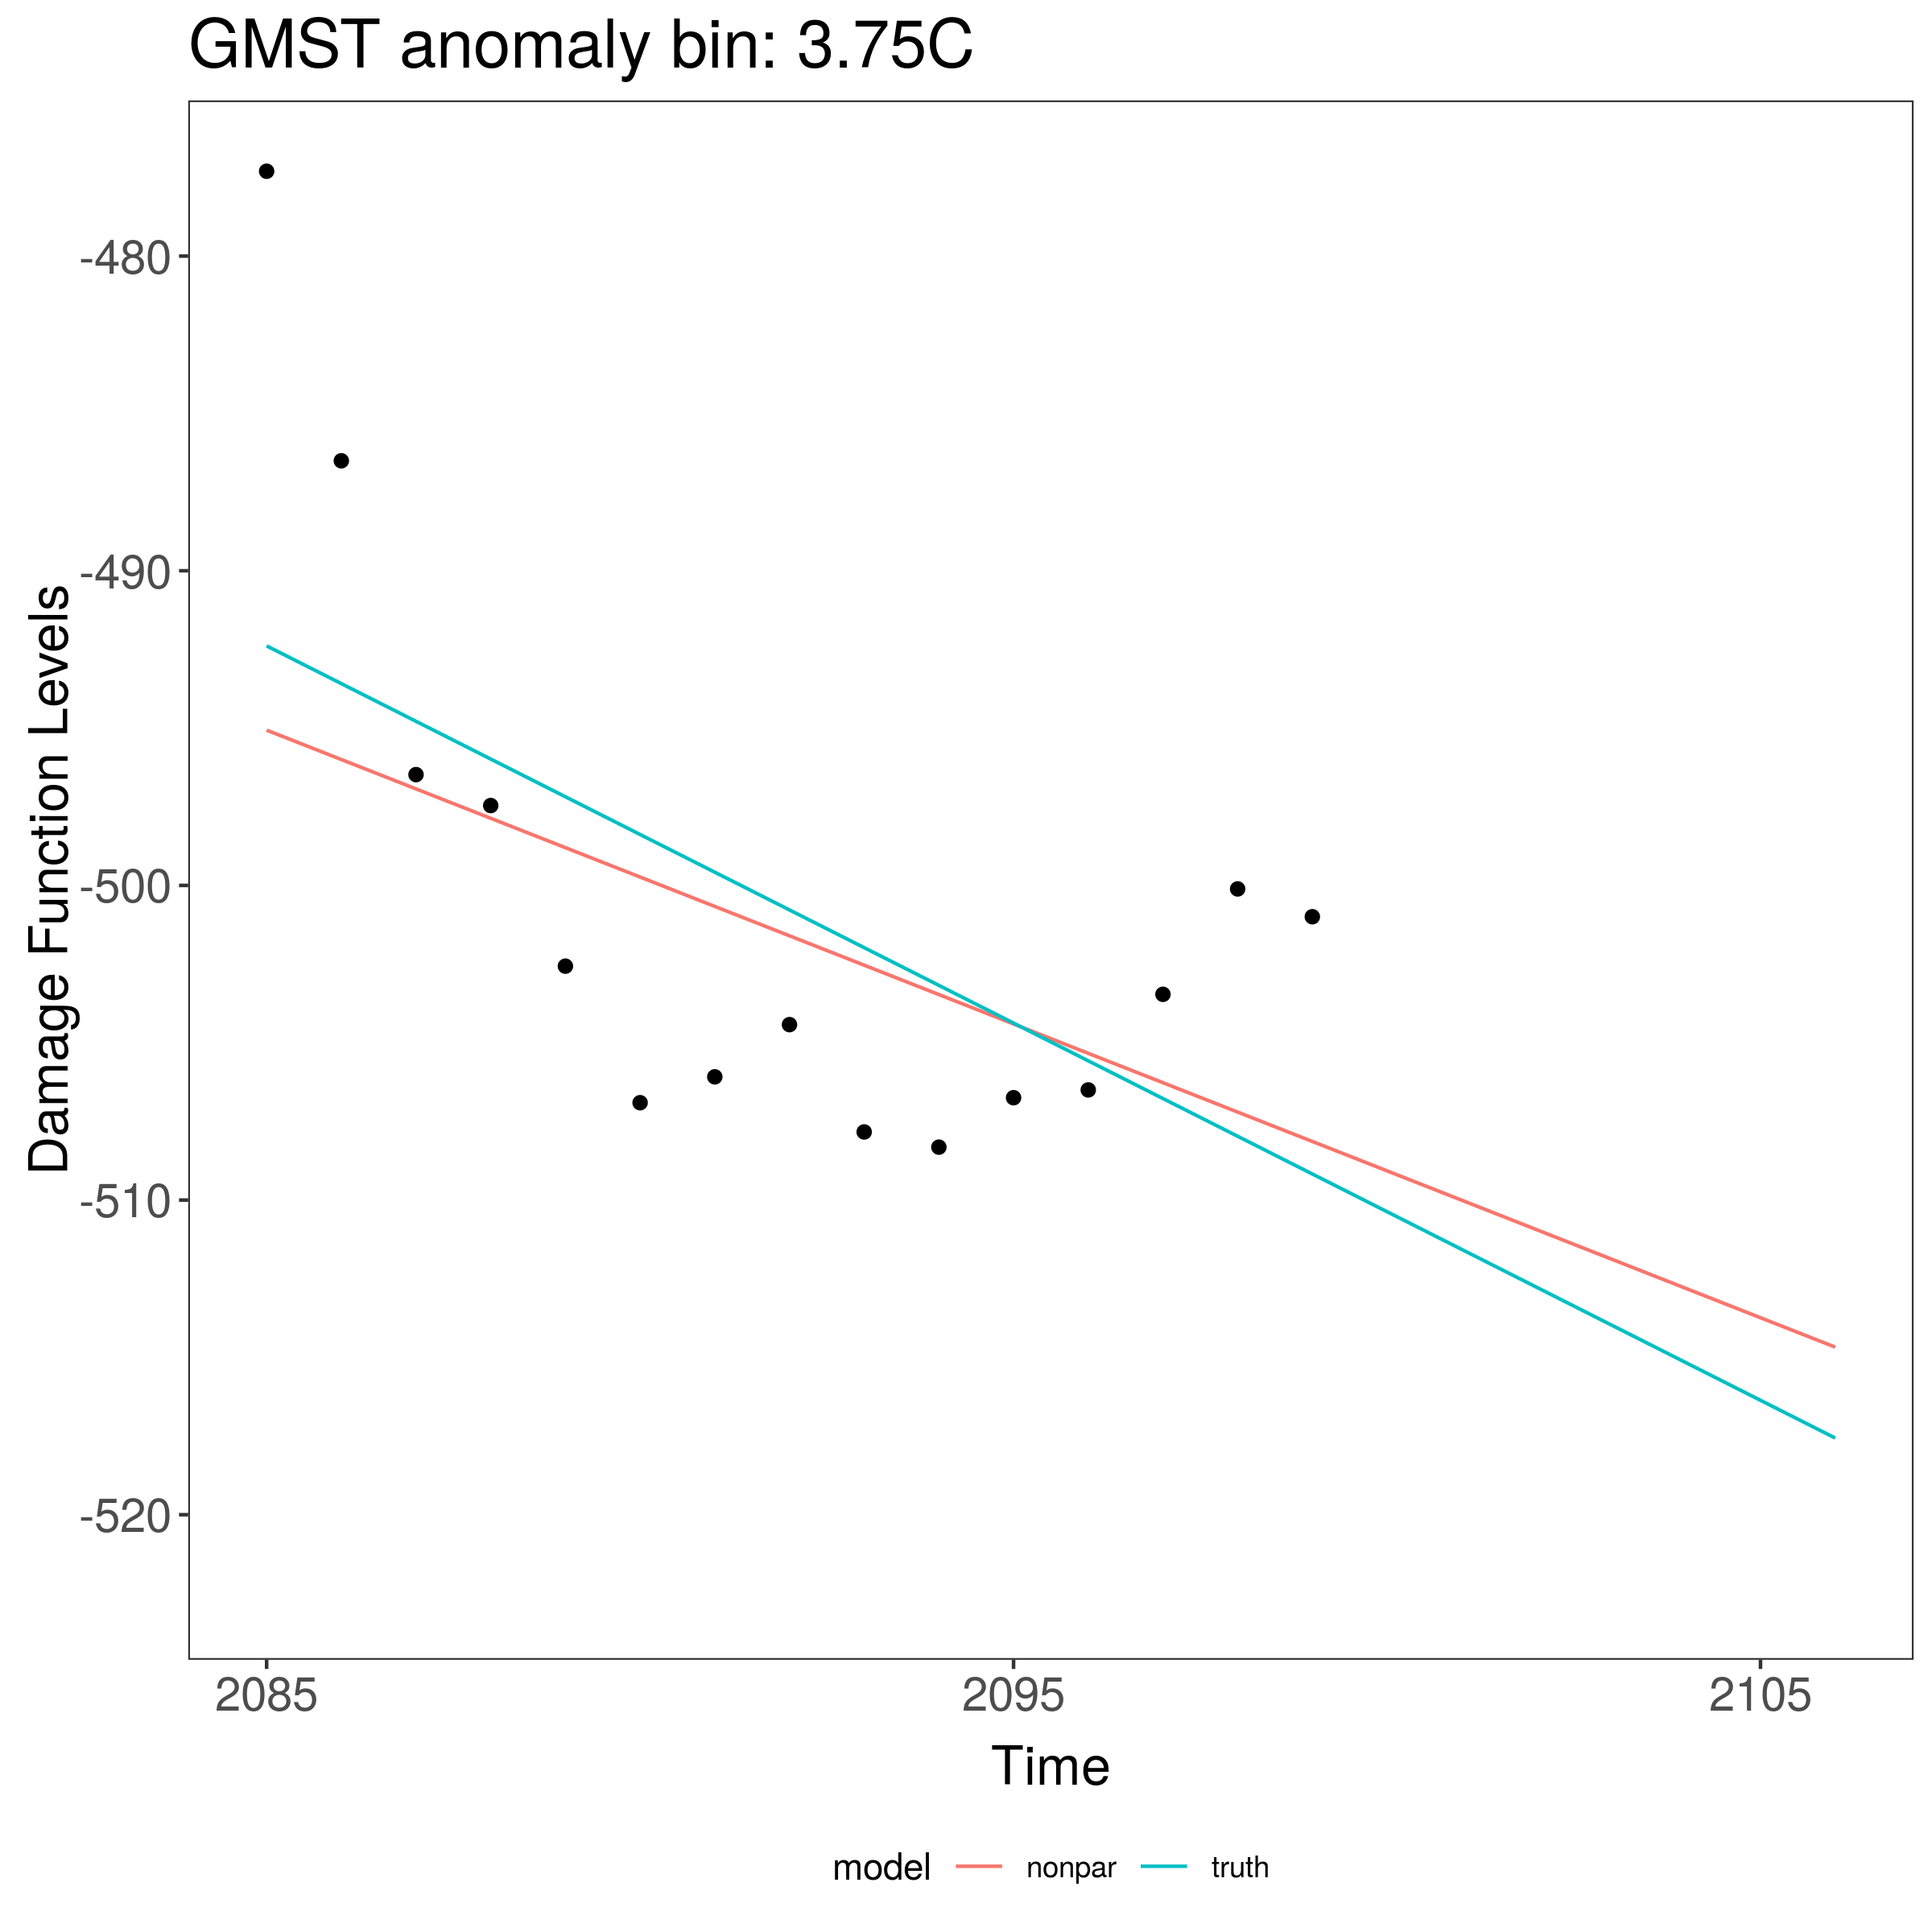 GMST anomaly bin: 3.75C
Damage Function Levels
-480
-490
-500
-510
-520
2085 2095 2105
Time
model nonpar truth